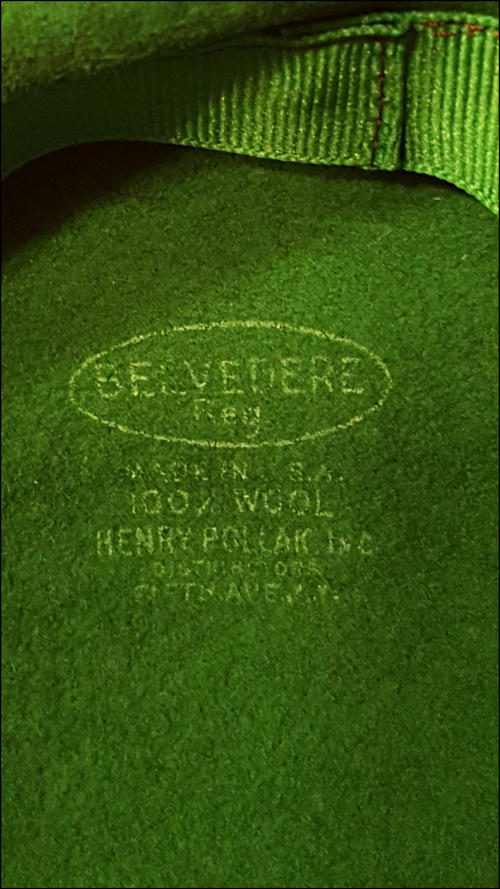 BELVEDERE
Reg
MADE IN U.S.A.
100% WOOL
HENRY POLLAK INC
DISTRIBUTORS
FIFTH AVE. N.Y.